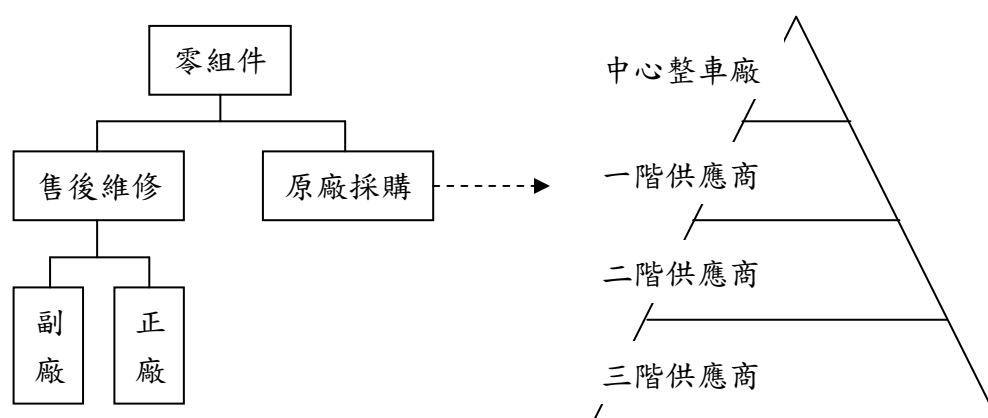 零組件
售後維修
原廠採購
副廠
正廠
中心整車廠
一階供應商
二階供應商
三階供應商